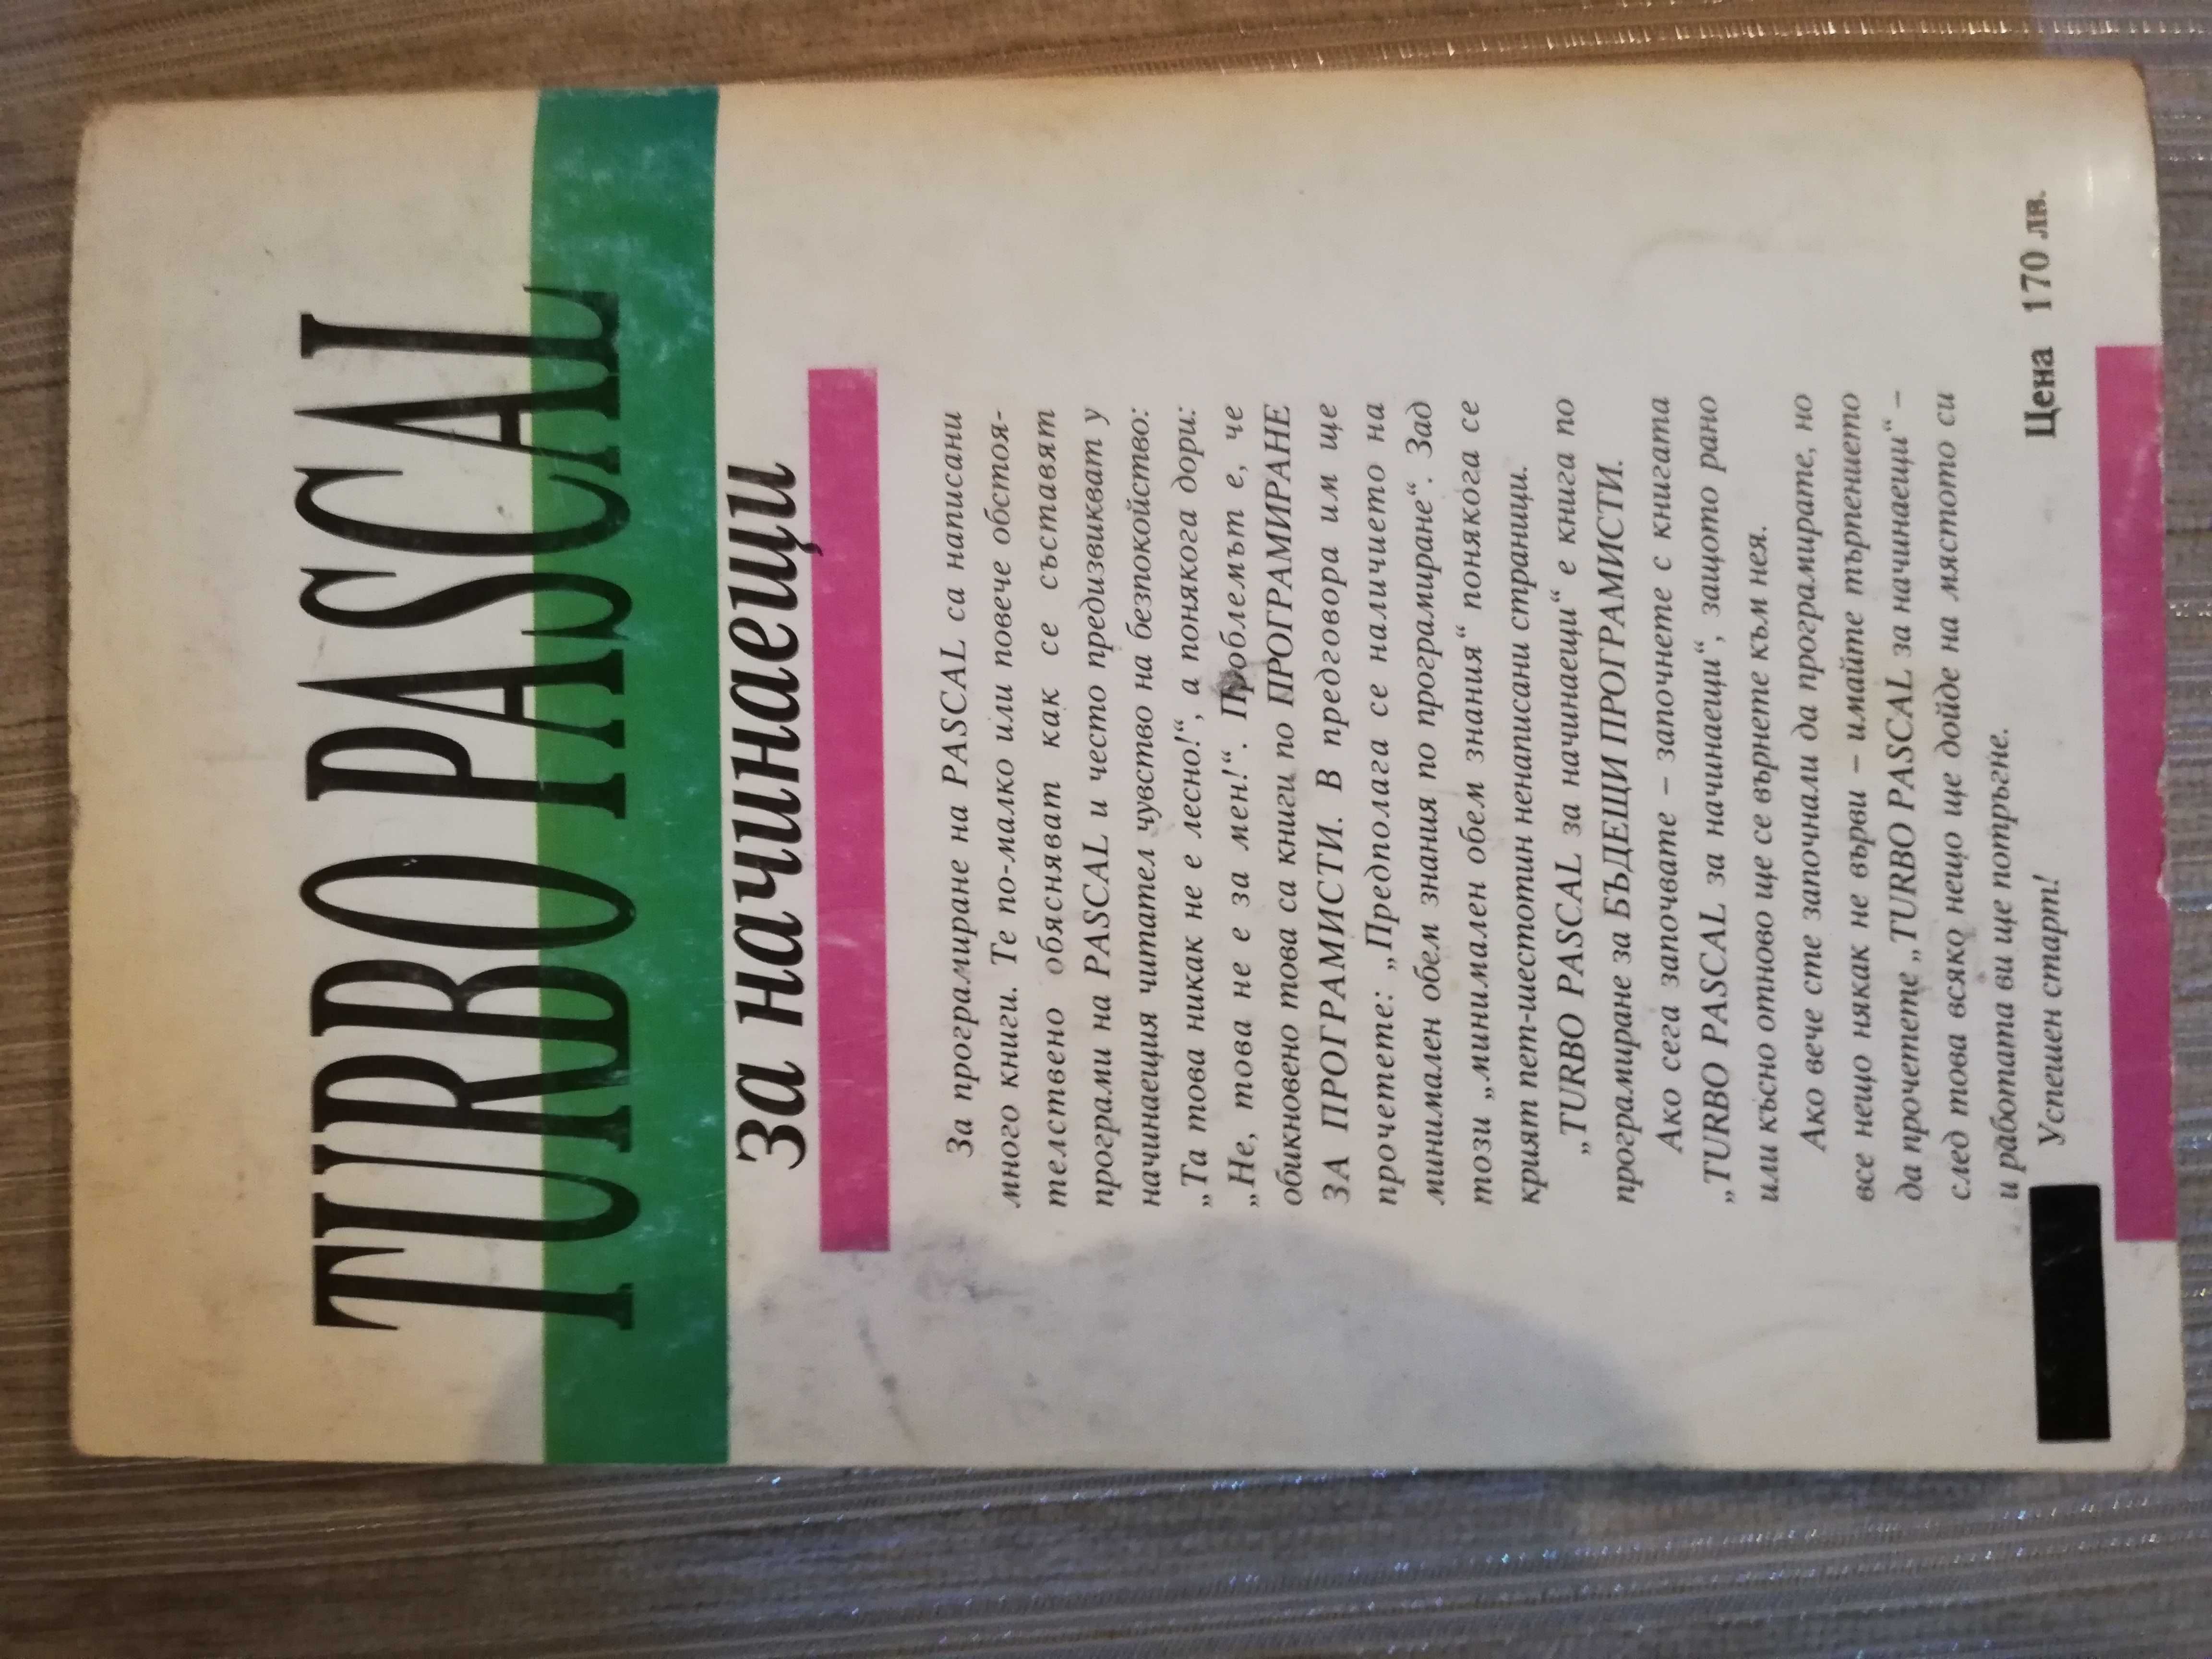 TURBO PASCAL
за начинаещи
За програмиране на PASCAL са написани
много книги. Те по-малко или повече обстоя-
телствено обясняват как се съставят
програми на PASCAL и често предизвикват у
начинаещия читател чувство на безпокойство:
„Та това никак не е лесно!“, а понякога дори:
„Не, това не е за мен!“. Проблемът е, че
обикновено това са книги по ПРОГРАМИРАНЕ
ЗА ПРОГРАМИСТИ. В предговора им ще
прочетете: „Предполага се наличието на
минимален обем знания по програмиране“. Зад
този „минимален обем знания“ понякога се
крият пет-шестотин ненаписани страници.
„TURBO PASCAL за начинаещи“ е книга по
програмиране за БЪДЕЩИ ПРОГРАМИСТИ.
Ако сега започвате – започнете с книгата
„TURBO PASCAL за начинаещи“, защото рано
или късно отново ще се върнете към нея.
Ако вече сте започнали да програмирате, но
все нещо някак не върви – имайте търпението
да прочетете „TURBO PASCAL за начинаещи“ –
след това всяко нещо ще дойде на мястото си
и работата ви ще потръгне.
Успешен старт!
Цена 170 лв.